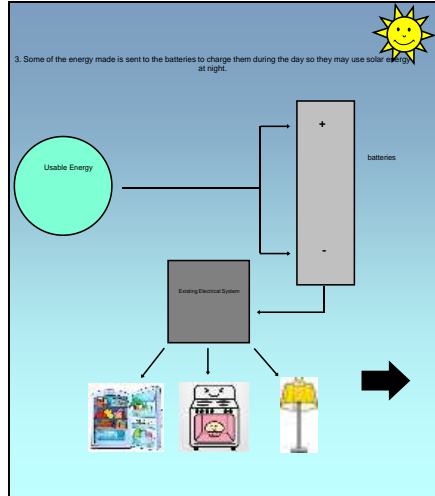 3. Some of the energy made is sent to the batteries to charge them during the day so they may use solar energy
at night.
+
batteries
Usable Energy
-
Existing Electrical System